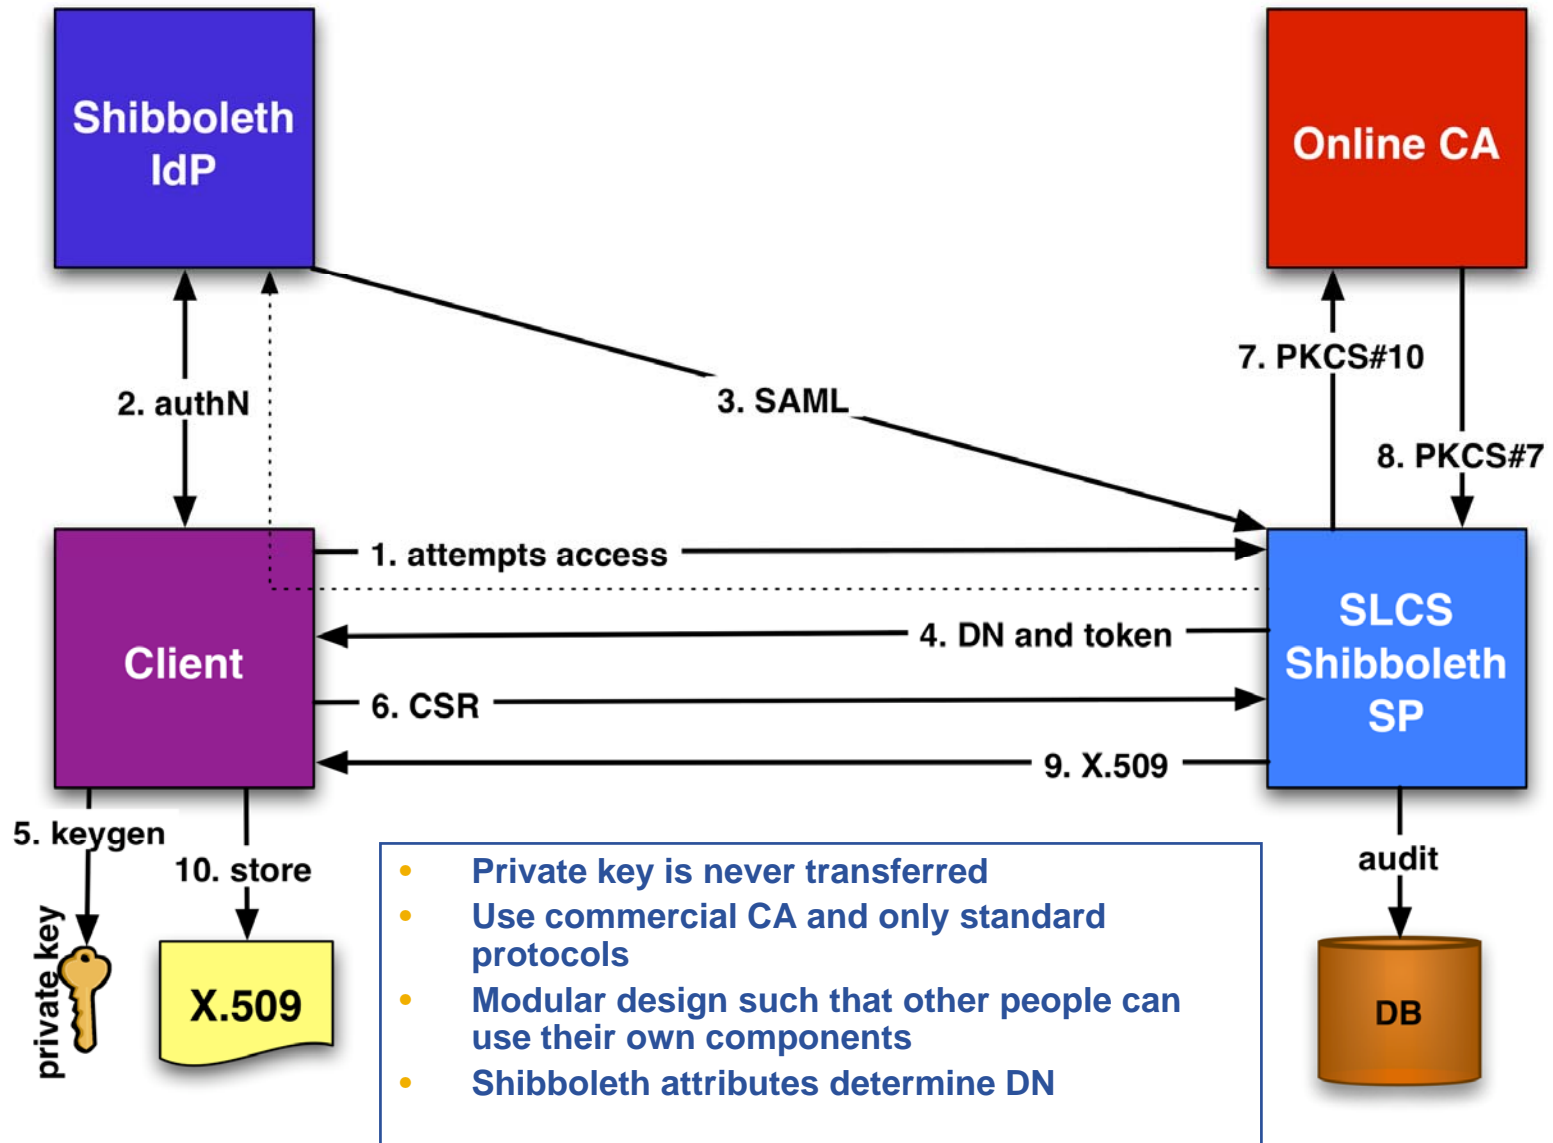 Shibboleth
IdP
Online CA
7. PKCS#10
2. authN
3. SAML
8. PKCS#7
1. attempts access
SLCS
Shibboleth
SP
4. DN and token
Client
6. CSR
9. X.509
5. keygen
10. store
audit
private key
X.509
DB
• Private key is never transferred
• Use commercial CA and only standard
protocols
• Modular design such that other people can
use their own components
• Shibboleth attributes determine DN